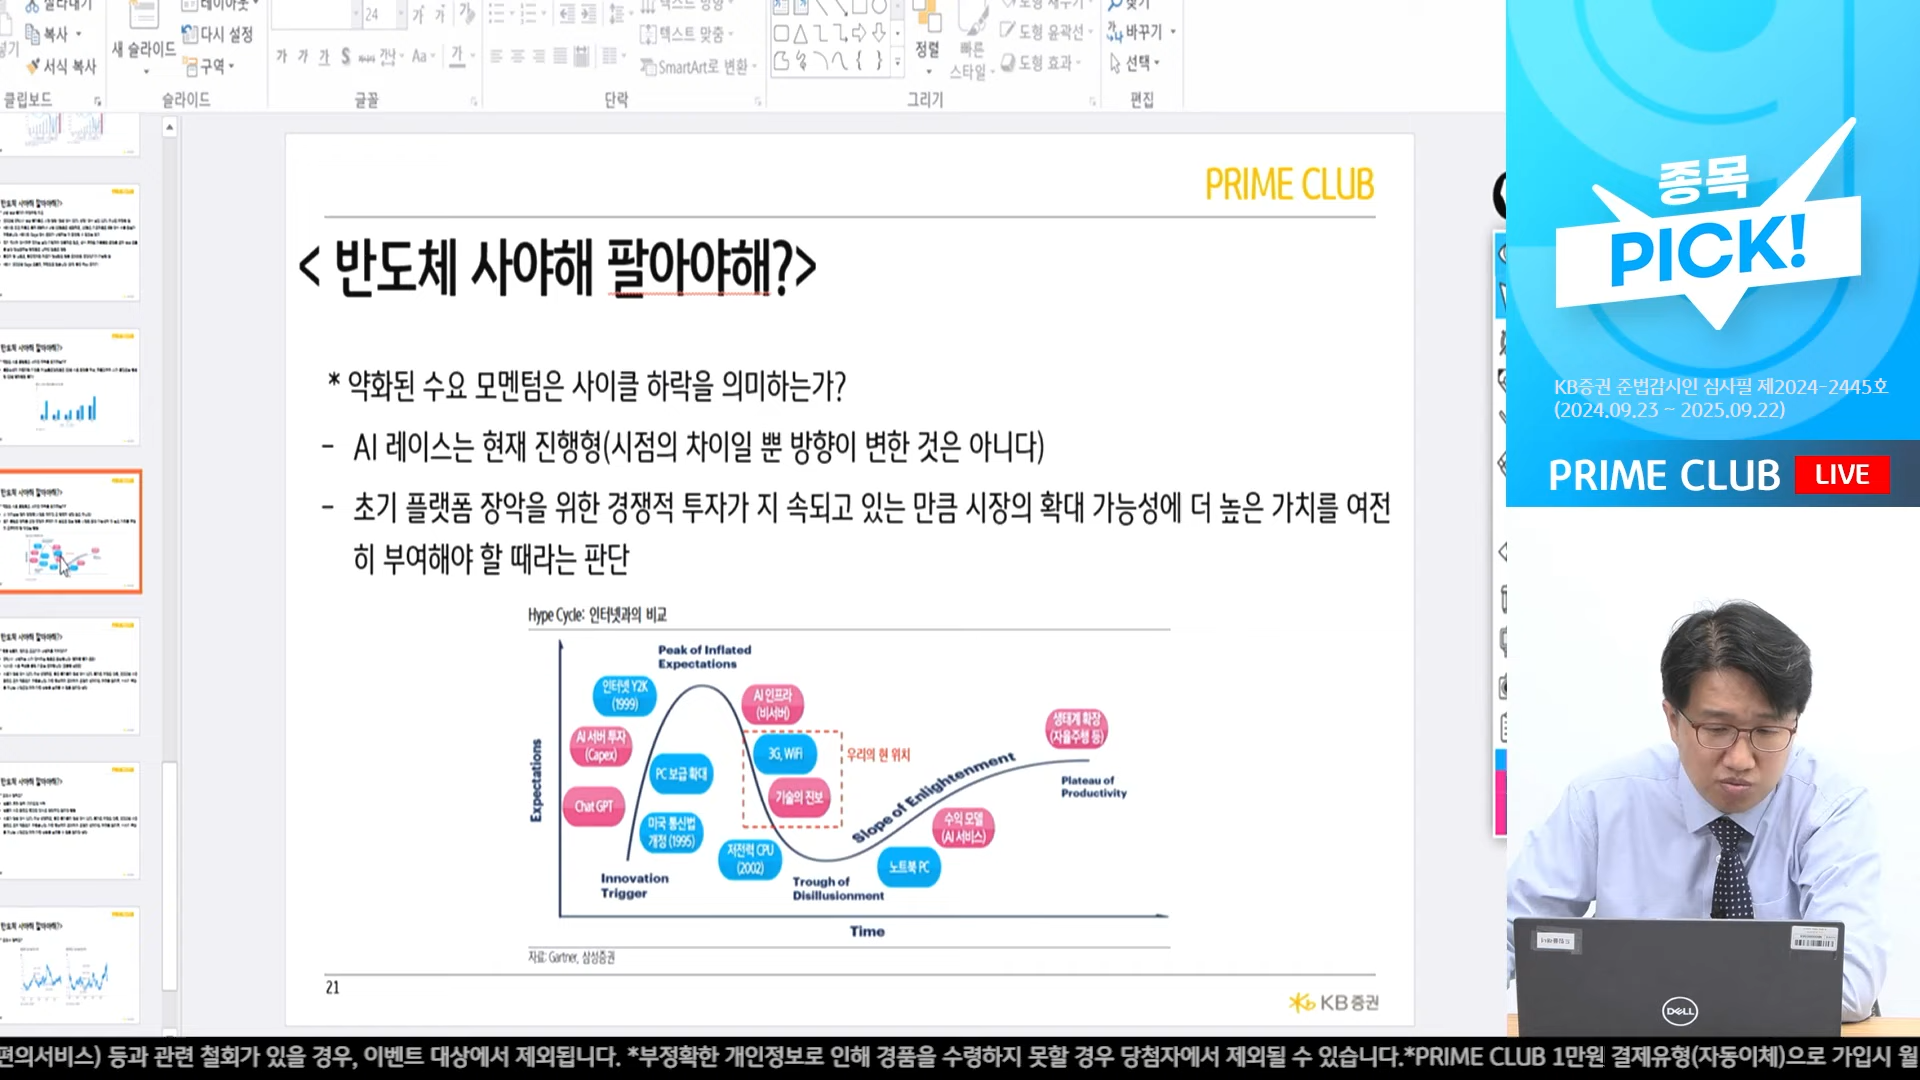 복사
다시 설정
서식 복사
새 슬라이드
구역
클립보드
슬라이드
글꼴
24
가 가 가 S
Aa
가
텍스트 맞춤
SmartArt로 변환
단락
정렬
빠른
스타일
도형 윤곽선
도형 효과
그리기
찾기
바꾸기
선택
편집
PRIME CLUB
< 반도체 사야해 팔아야해?>
* 약화된 수요 모멘텀은 사이클 하락을 의미하는가?
- AI 레이스는 현재 진행형(시점의 차이일 뿐 방향이 변한 것은 아니다)
- 초기 플랫폼 장악을 위한 경쟁적 투자가 지 속되고 있는 만큼 시장의 확대 가능성에 더 높은 가치를 여전
히 부여해야 할 때라는 판단
Hype Cycle: 인터넷과의 비교
Expectations
Peak of Inflated
Expectations
인터넷 Y2K
(1999)
AI 인프라
(비서버)
AI 서버 투자
(Capex)
3G, WiFi
우리의 현 위치
생태계 확장
(자율주행 등)
PC 보급 확대
기술의 진보
Chat GPT
Slope of Enlightenment
Plateau of
Productivity
미국 통신법
개정 (1995)
수익 모델
(AI 서비스)
저전력 CPU
(2002)
노트북 PC
Innovation
Trigger
Trough of
Disillusionment
Time
자료: Gartner, 삼성증권
21
KB증권
종목
PICK!
KB증권 준법감시인 심사필 제2024-2445호
(2024.09.23 ~ 2025.09.22)
PRIME CLUB LIVE
DELL
편의서비스) 등과 관련 철회가 있을 경우, 이벤트 대상에서 제외됩니다. *부정확한 개인정보로 인해 경품을 수령하지 못할 경우 당첨자에서 제외될 수 있습니다.*PRIME CLUB 1만원 결제유형(자동이체)으로 가입시 월